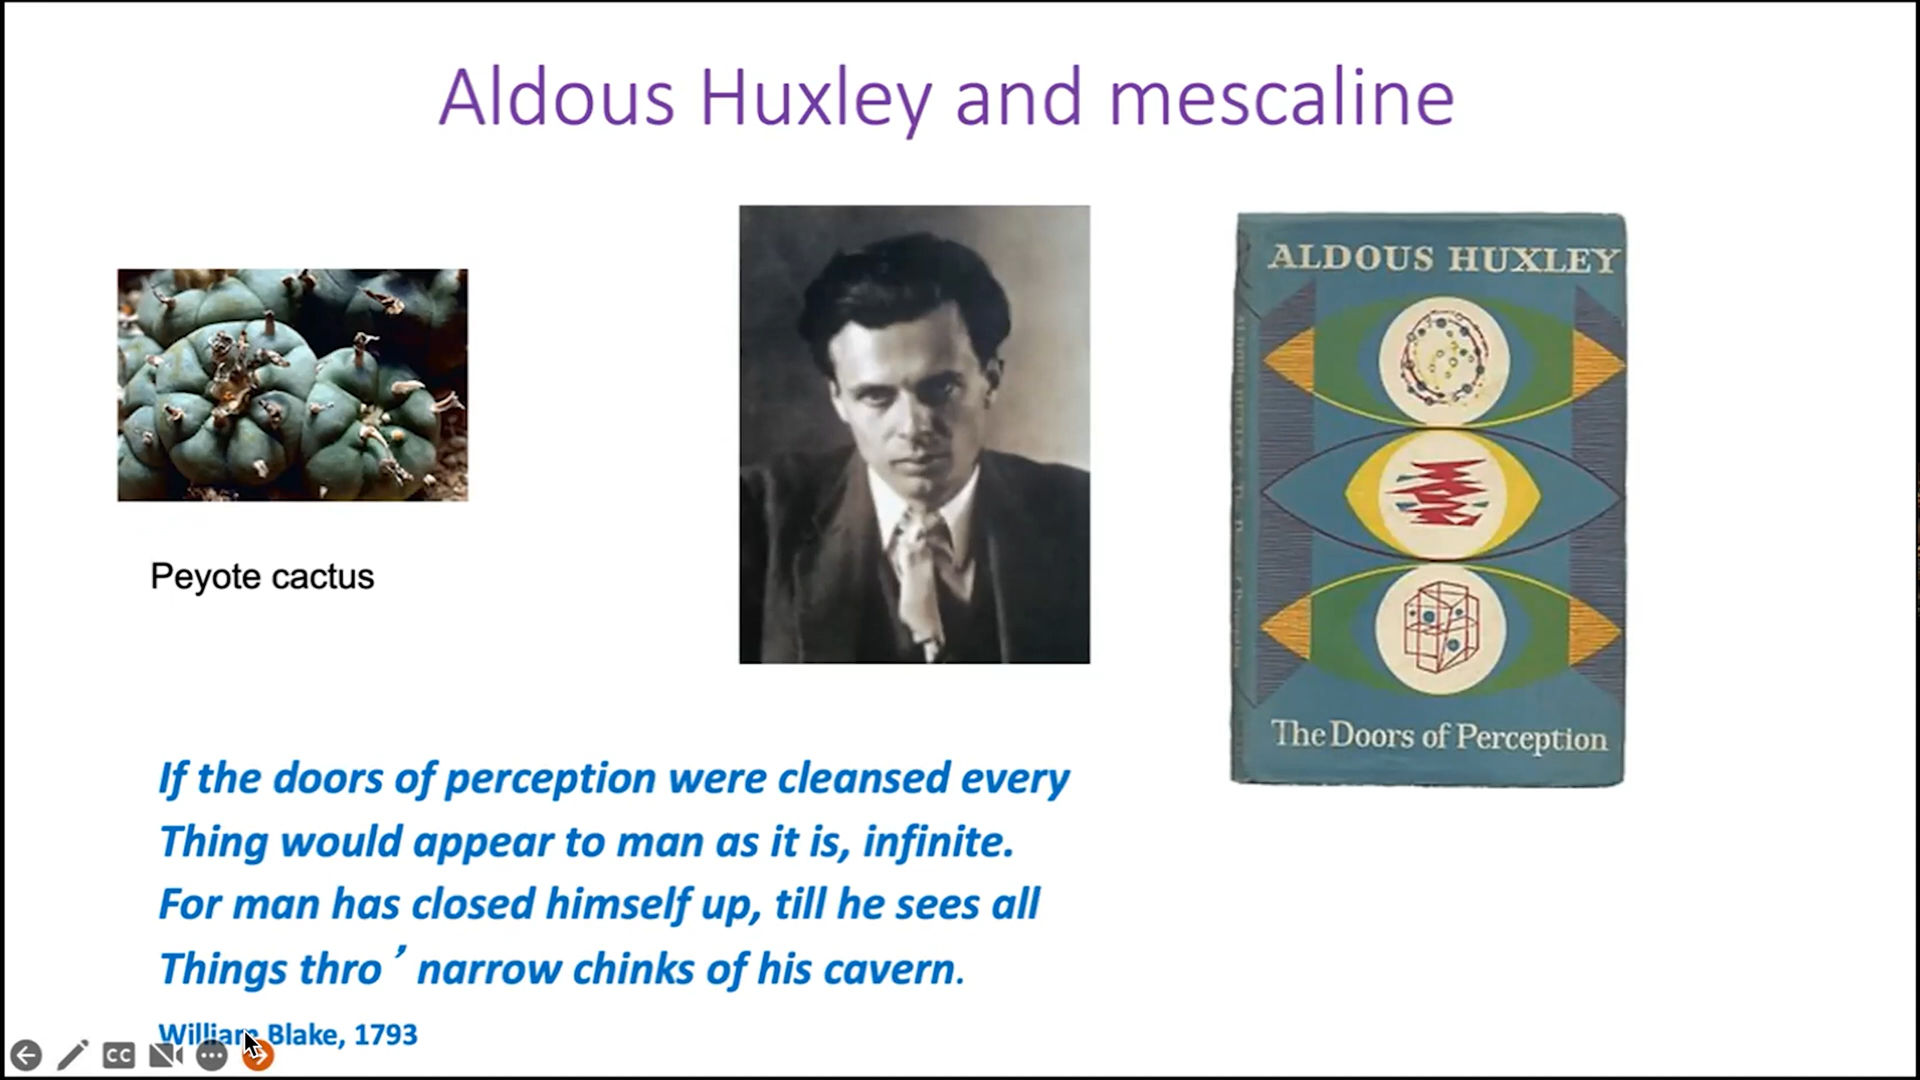 Aldous Huxley and mescaline
ALDOUS HUXLEY
The Doors of Perception
Peyote cactus
If the doors of perception were cleansed every
Thing would appear to man as it is, infinite.
For man has closed himself up, till he sees all
Things thro’ narrow chinks of his cavern.
William Blake, 1793
CC